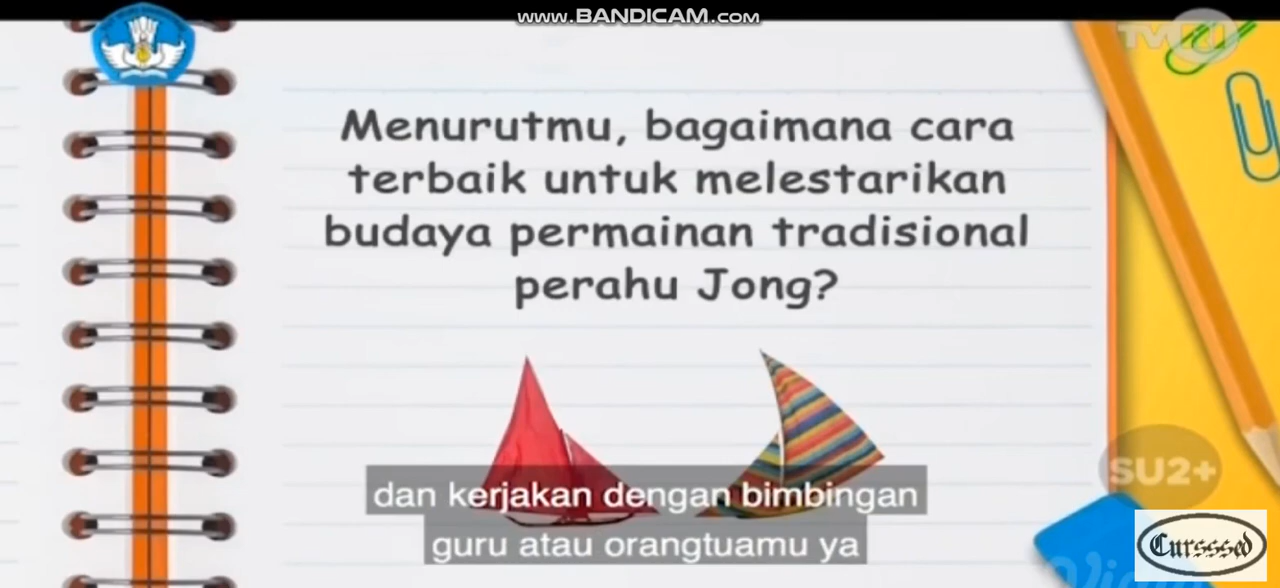 www.BANDICAM.com
TVRI
Menurutmu, bagaimana cara
terbaik untuk melestarikan
budaya permainan tradisional
perahu Jong?
SU2+
dan kerjakan dengan bimbingan
guru atau orangtuamu ya
Curssed